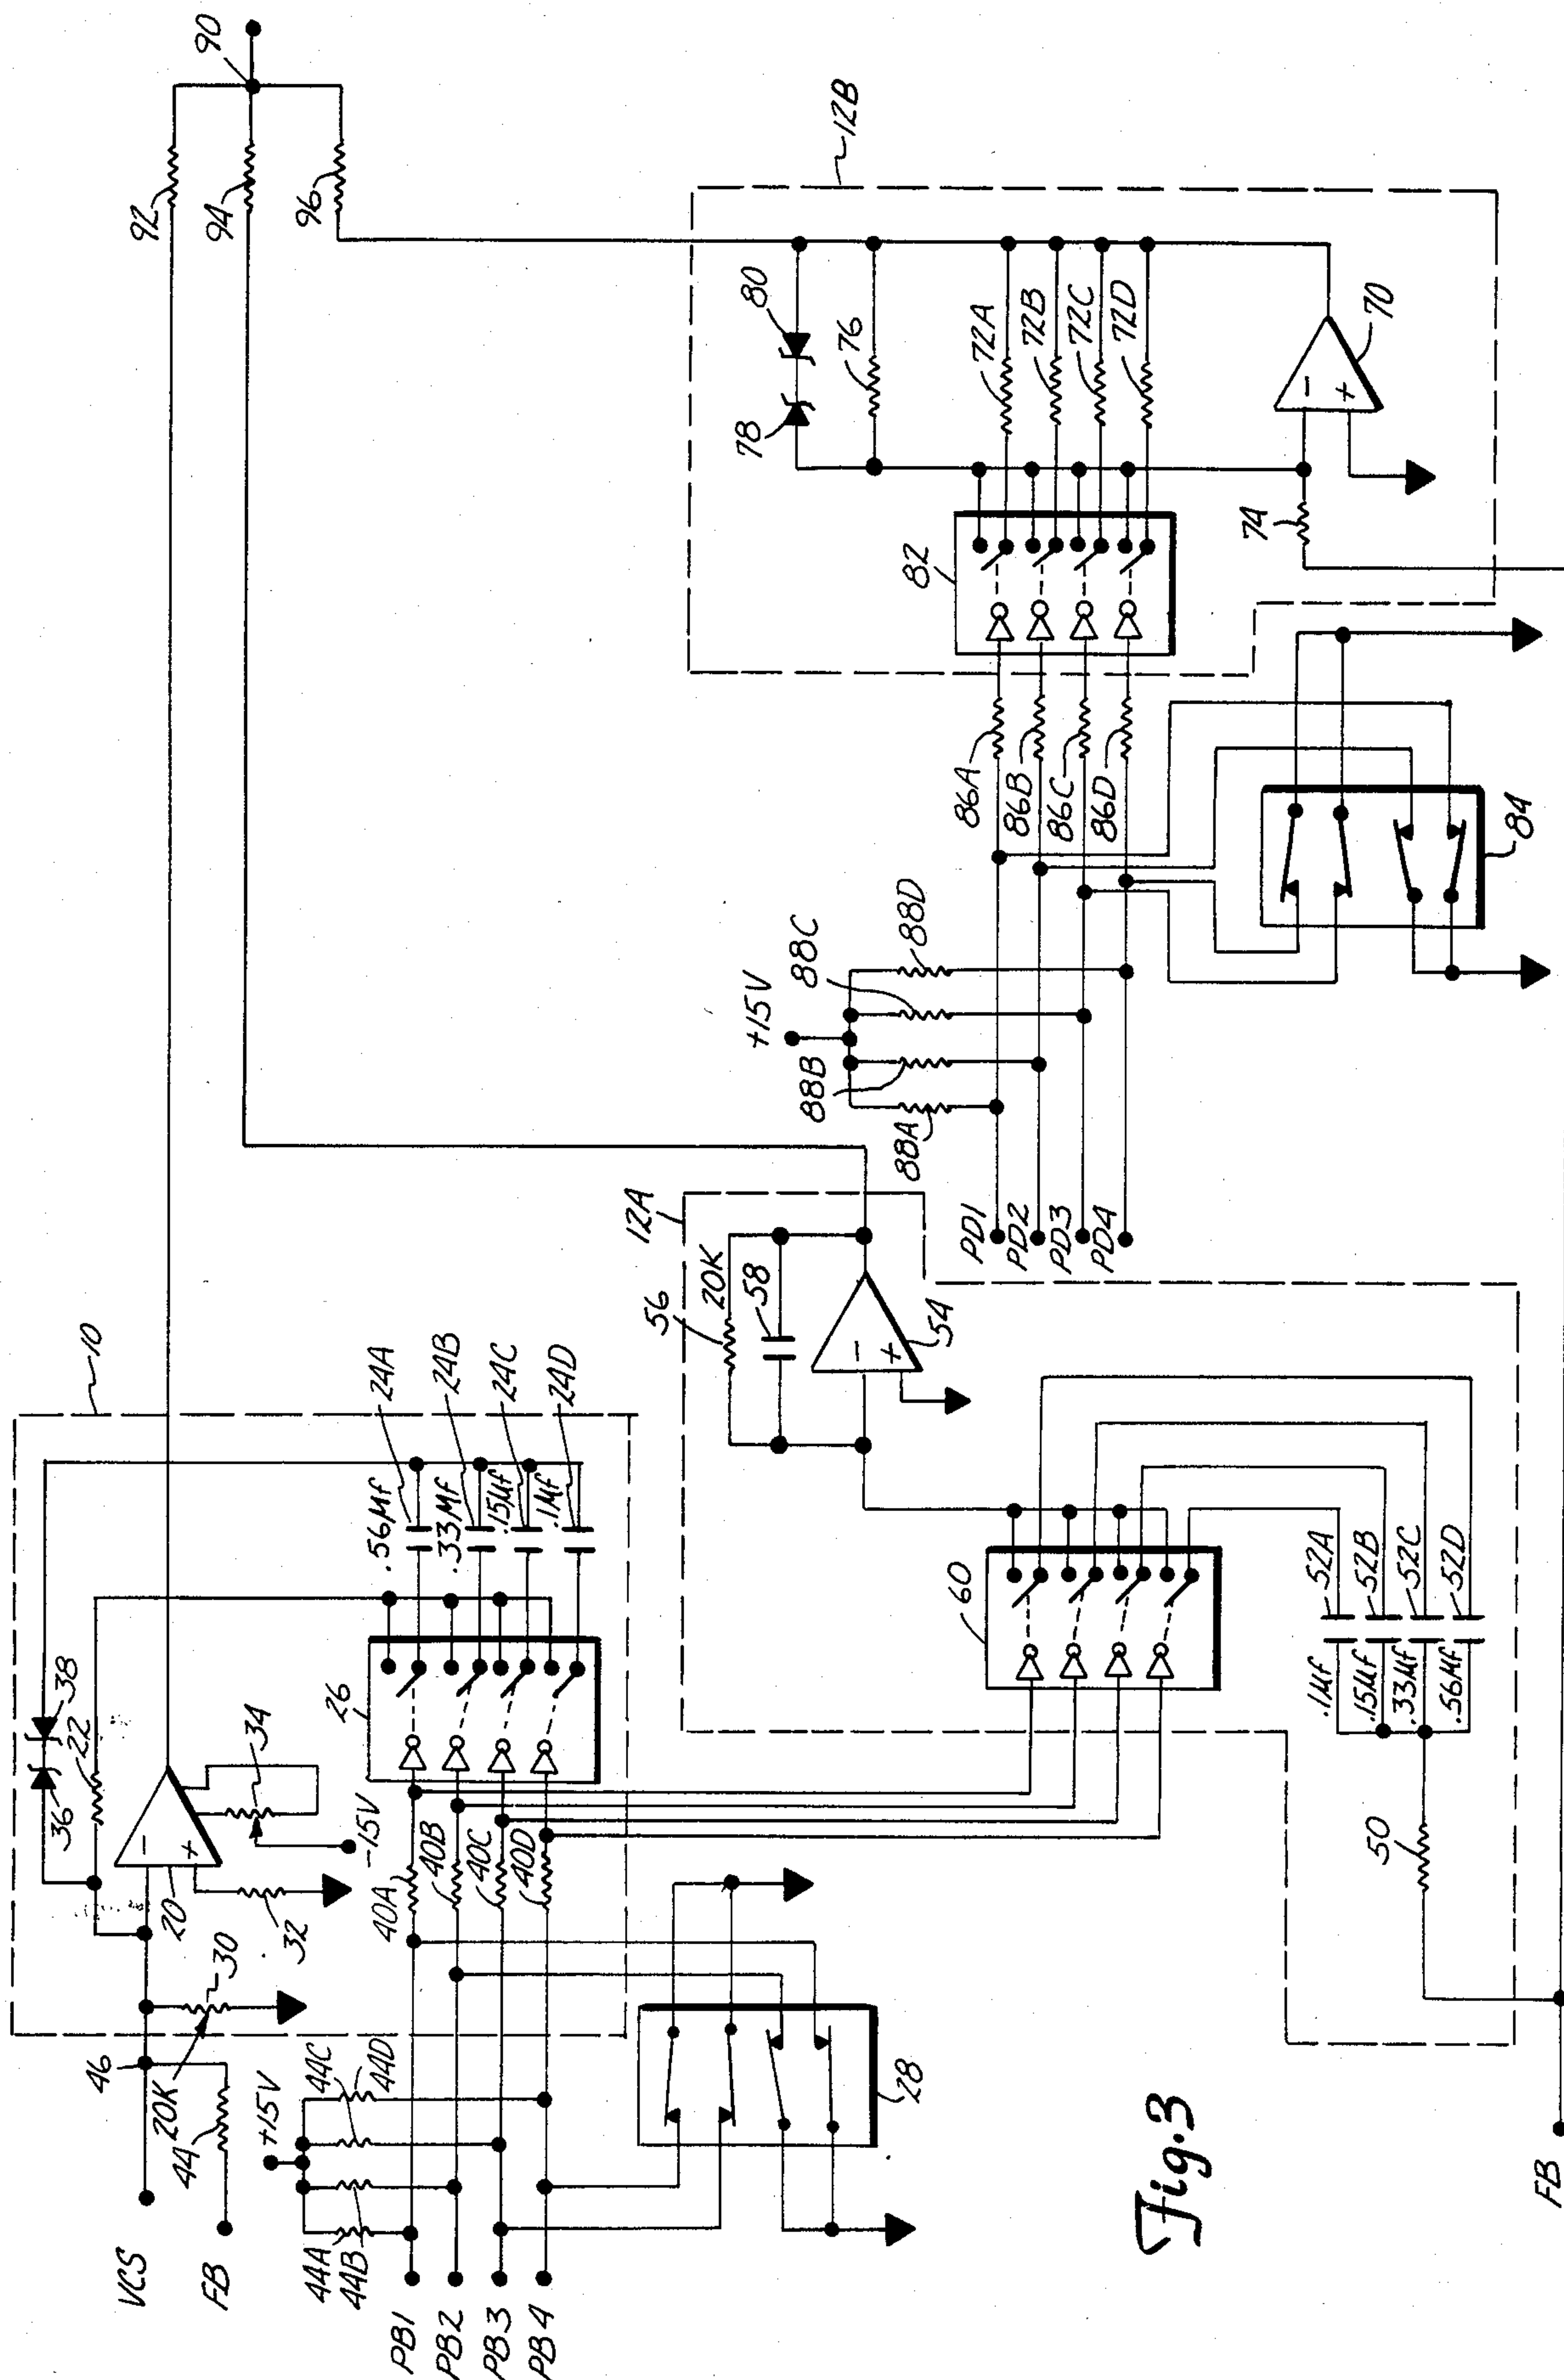 90
92
94
96
12B
80
78
76
72A
72B
72C
72D
70
74
82
86A
86B
86C
86D
84
88D
88C
+15V
88B
88A
PD1
PD2
PD3
PD4
12A
56
20K
58
54
-
+
-
+
10
24A
24B
24C
24D
.56Mf
.33Mf
.15Mf
.1Mf
38
36
22
26
34
-15V
-
+
20
32
30
40A
40B
40C
40D
60
52A
52B
52C
52D
.1Mf
.15Mf
.33Mf
.56Mf
50
46
20K
44
+15V
44C
44D
44A
44B
28
VCS
FB
PB1
PB2
PB3
PB4
FB
Fig.3